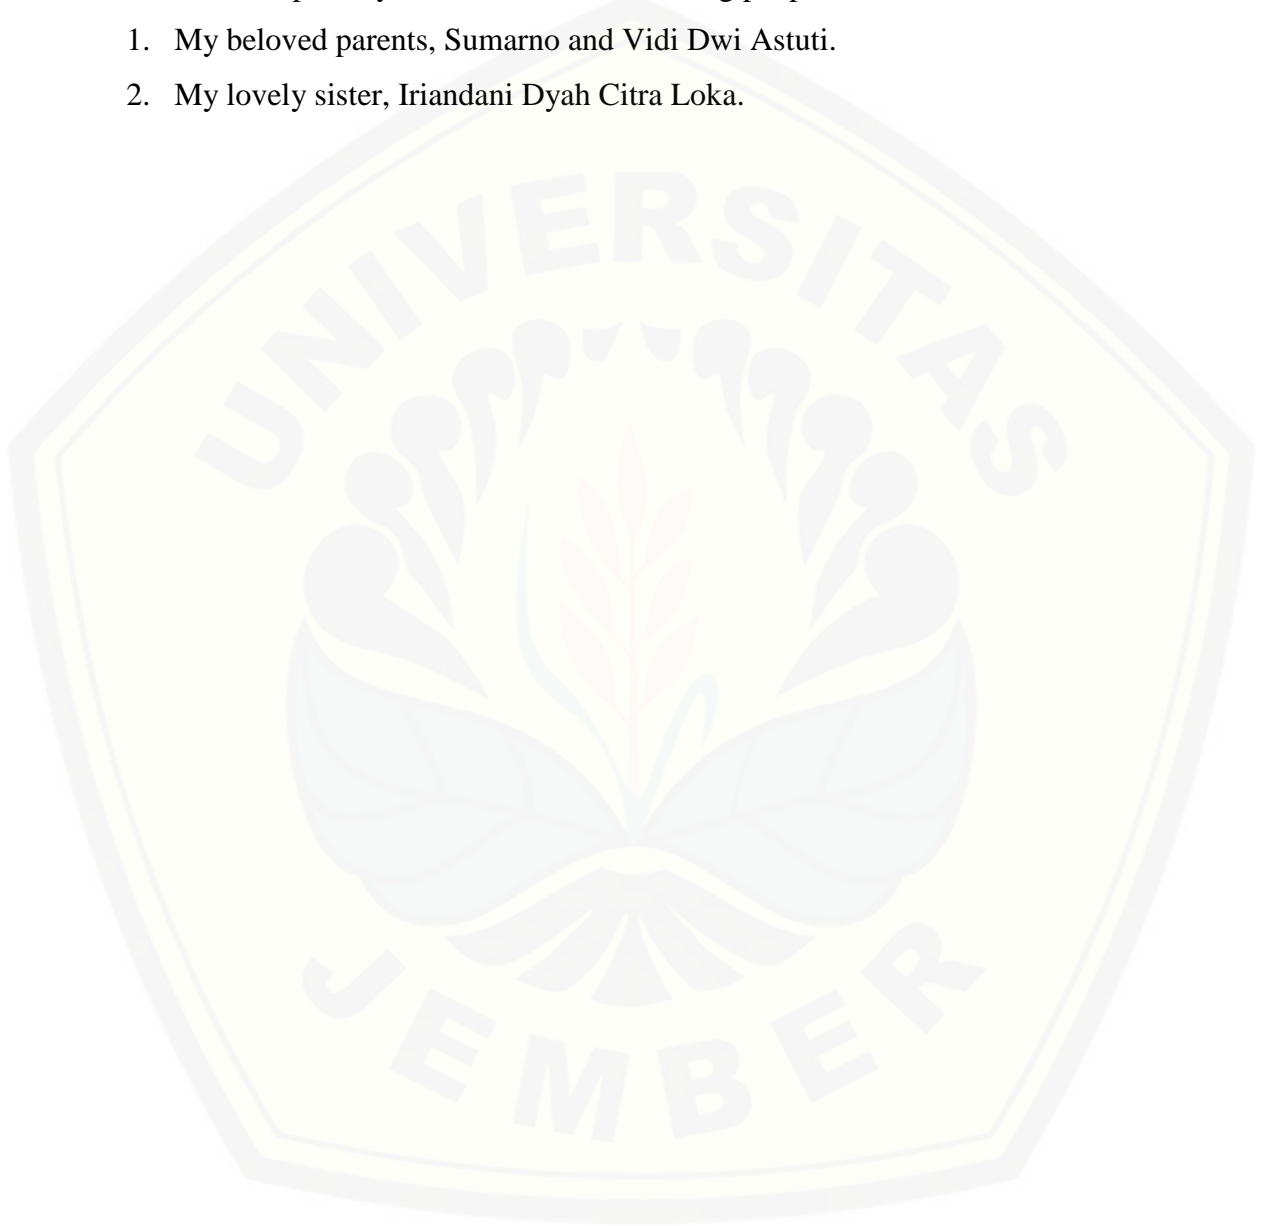 1. My beloved parents, Sumarno and Vidi Dwi Astuti.
2. My lovely sister, Iriandani Dyah Citra Loka.
UNIVERSITAS
JEMBER